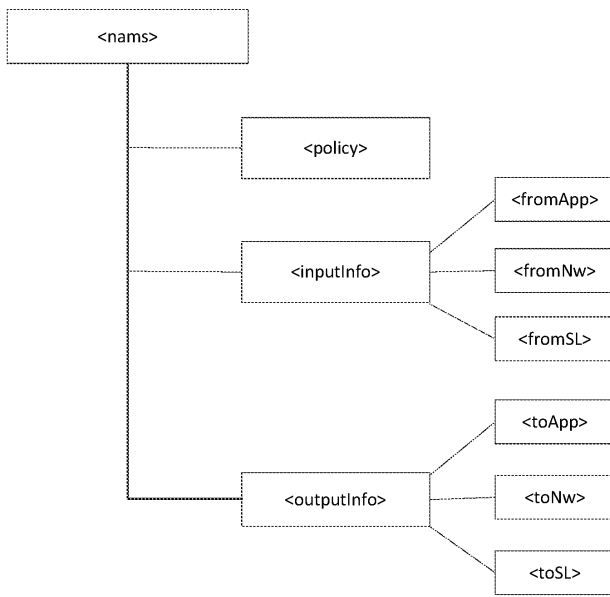 <nams>
<policy>
<fromApp>
<inputInfo>
<fromNw>
<fromSL>
<toApp>
<outputInfo>
<toNw>
<toSL>